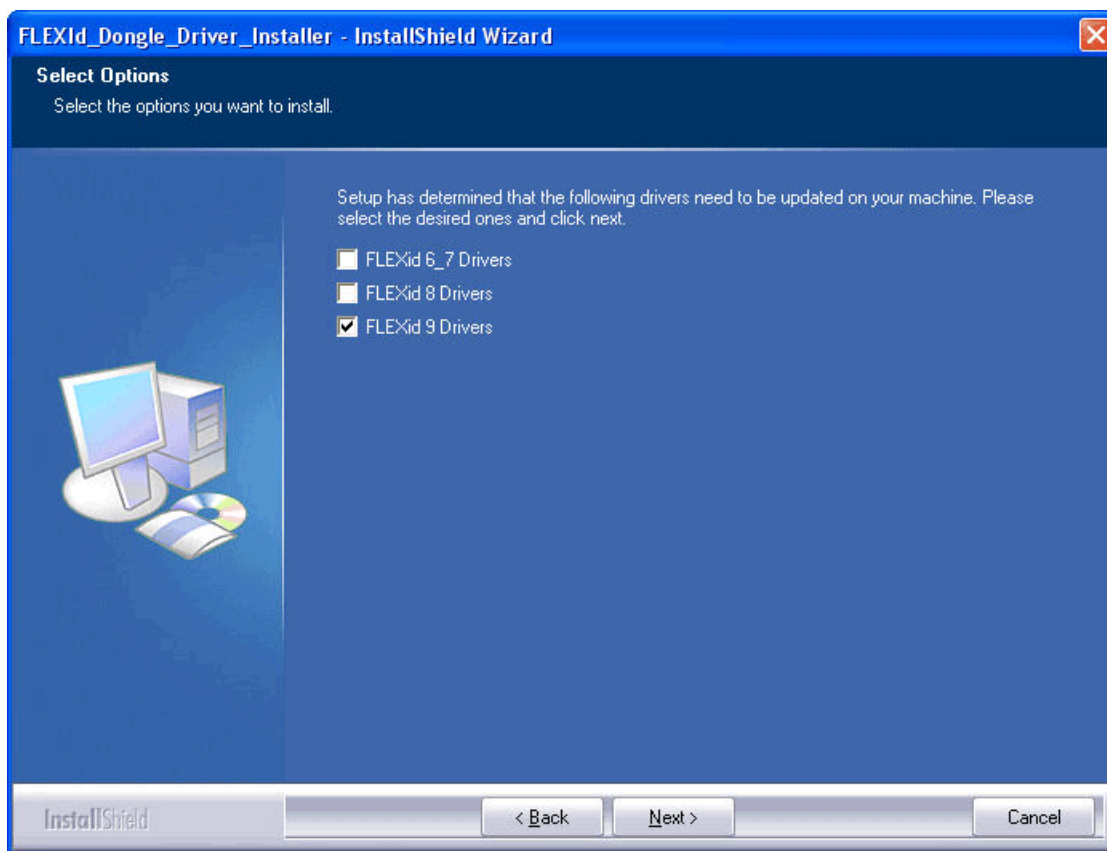 FLEXId_Dongle_Driver_Installer - InstallShield Wizard
Select Options
Select the options you want to install.
Setup has determined that the following drivers need to be updated on your machine. Please
select the desired ones and click next.
FLEXid 6_7 Drivers
FLEXid 8 Drivers
FLEXid 9 Drivers
InstallShield
< Back
Next >
Cancel